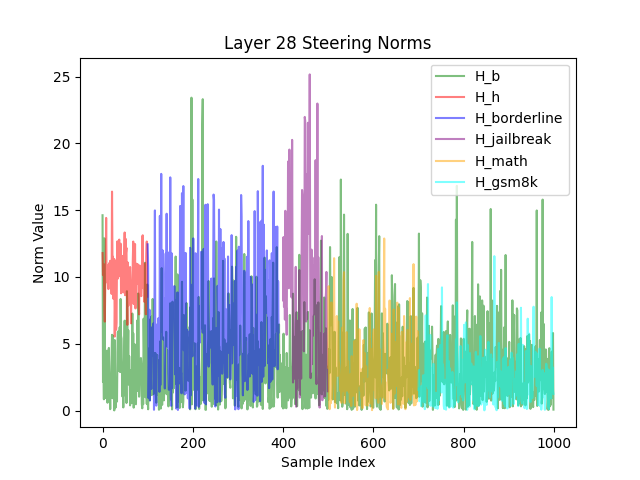 Layer 28 Steering Norms
Norm Value
25
20
15
10
5
0
H_b
H_h
H_borderline
H_jailbreak
H_math
H_gsm8k
0
200
400
600
800
1000
Sample Index